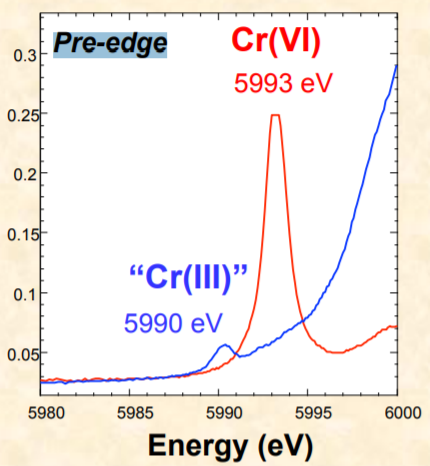 Pre-edge
Cr(VI)
5993 eV
0.3
0.25
0.2
0.15
"Cr(III)"
0.1
5990 eV
0.05
5980 5985 5990 5995 6000
Energy (eV)